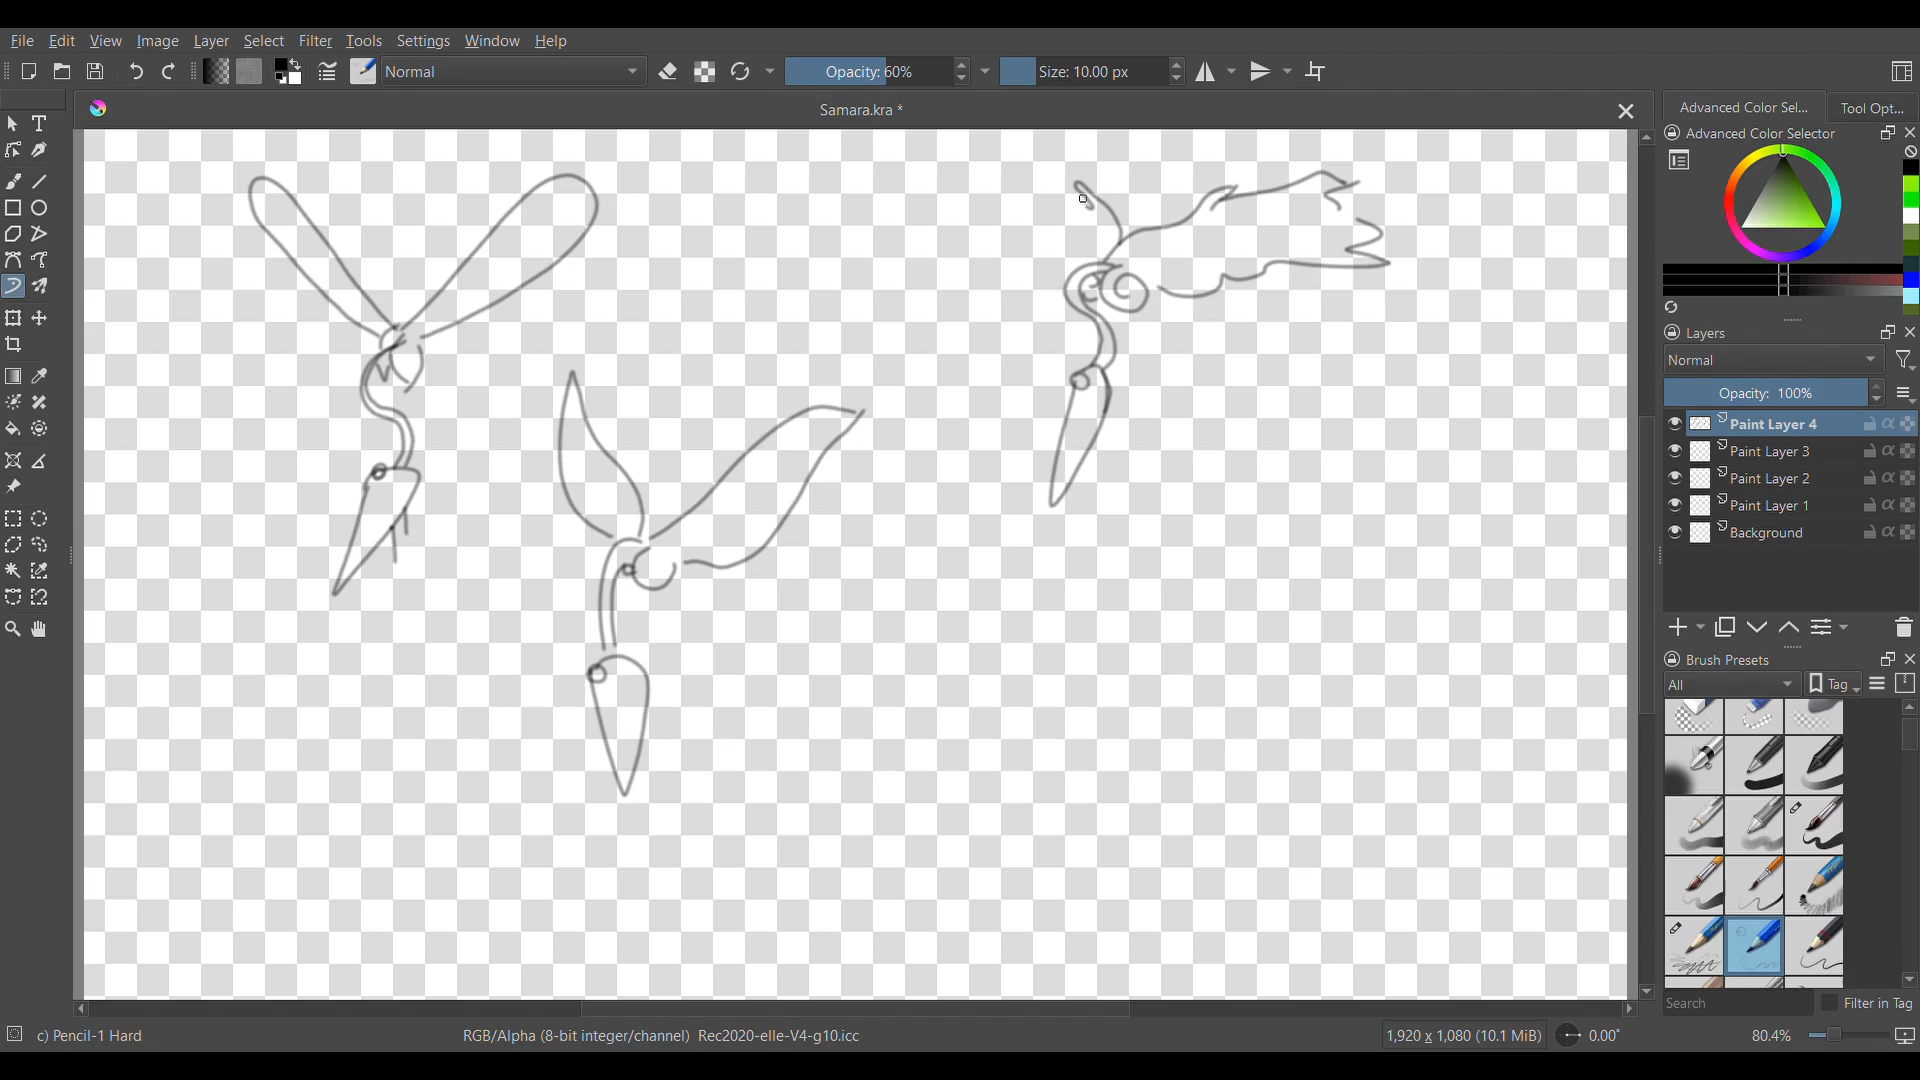 File Edit View Image Layer Select Filter Tools Settings Window Help
Normal Opacity: 60% Size: 10.00 px
Samara.kra *
Advanced Color Sel... Tool Opt...
Advanced Color Selector
Layers
Normal
Opacity: 100%
Paint Layer 4
Paint Layer 3
Paint Layer 2
Paint Layer 1
Background
Brush Presets
All Tag
Search Filter in Tag
c) Pencil-1 Hard RGB/Alpha (8-bit integer/channel) Rec2020-elle-V4-g10.icc 1,920 x 1,080 (10.1 MiB) 0.00° 80.4%